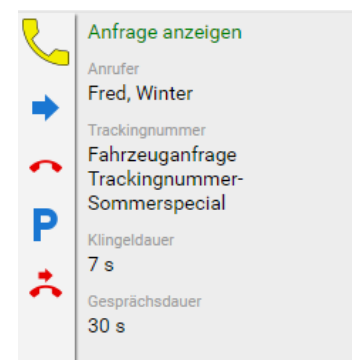 Anfrage anzeigen
Anrufer
Fred, Winter
Trackingnummer
Fahrzeuganfrage
Trackingnummer-
Sommerspecial
P
Klingeldauer
7 s
Gesprächsdauer
30 s